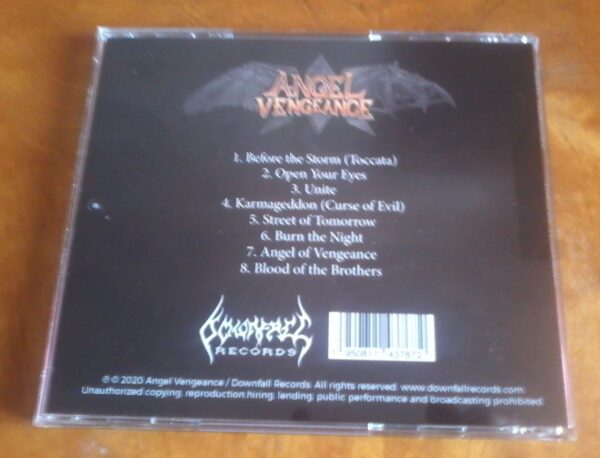 ANGEL
VENGEANCE
1. Before the Storm (Toccata)
2. Open Your Eyes
3. Unite
4. Karmageddon (Curse of Evil)
5. Street of Tomorrow
6. Burn the Night
7. Angel of Vengeance
8. Blood of the Brothers
DOWNFALL
RECORDS
1 95081 437672
℗ © 2020 Angel Vengeance / Downfall Records. All rights reserved. www.downfallrecords.com
Unauthorized copying, reproduction, hiring, lending, public performance and broadcasting prohibited